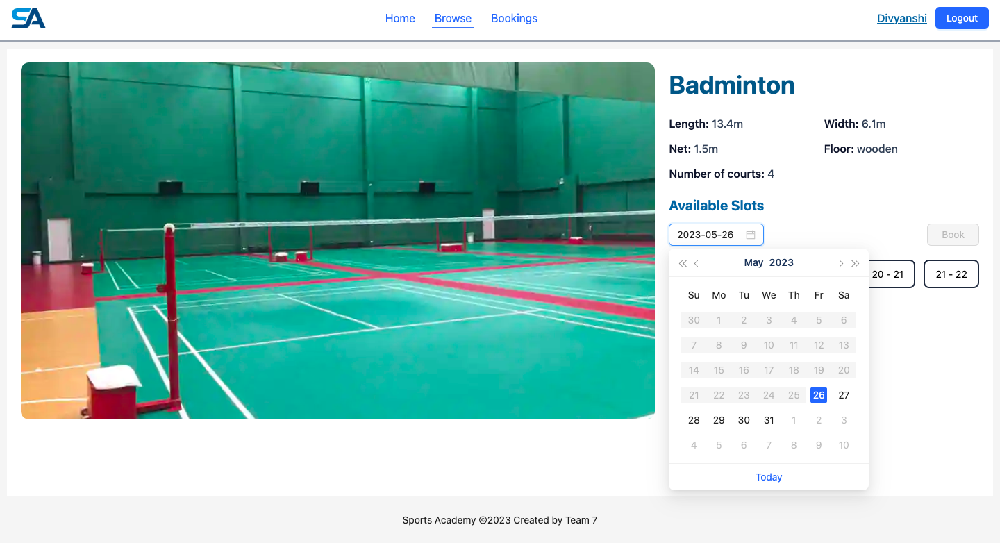 SA
Home Browse Bookings
Divyanshi Logout
Badminton
Length: 13.4m Width: 6.1m
Net: 1.5m Floor: wooden
Number of courts: 4
Available Slots
2023-05-26 Book
20 - 21 21 - 22
May 2023
Su Mo Tu We Th Fr Sa
30 1 2 3 4 5 6
7 8 9 10 11 12 13
14 15 16 17 18 19 20
21 22 23 24 25 26 27
28 29 30 31 1 2 3
4 5 6 7 8 9 10
Today
Sports Academy ©2023 Created by Team 7